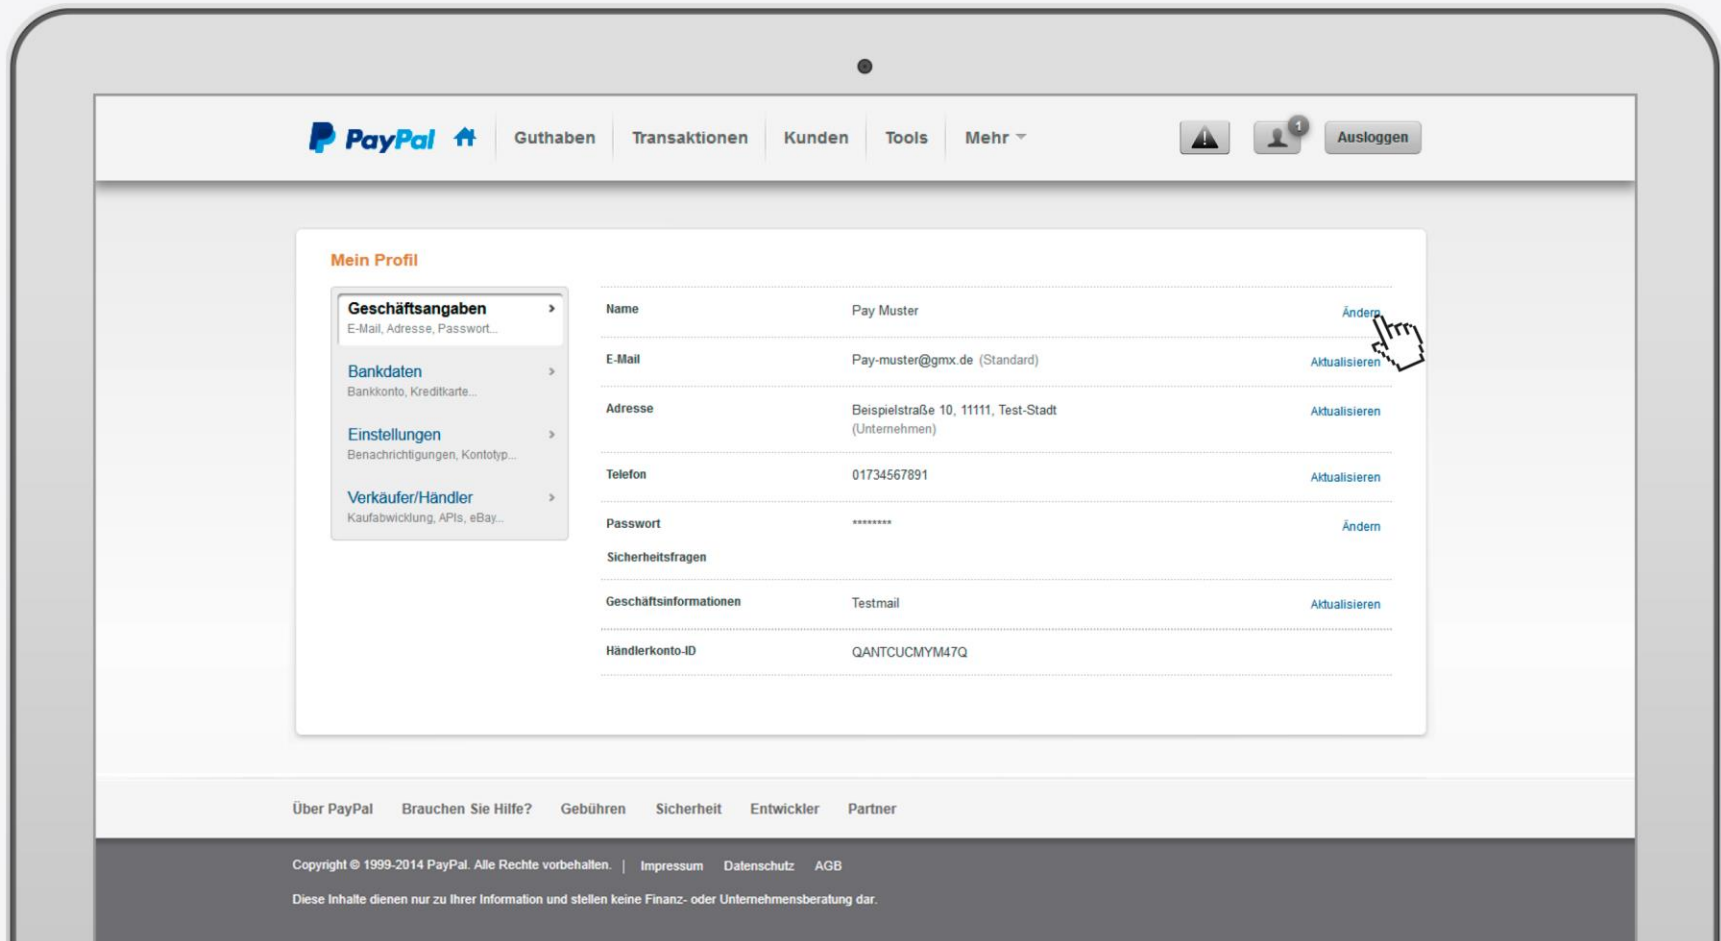 PayPal
Guthaben
Transaktionen
Kunden
Tools
Mehr
1
Ausloggen
Mein Profil
Geschäftsangaben
E-Mail, Adresse, Passwort...
Bankdaten
Bankkonto, Kreditkarte...
Einstellungen
Benachrichtigungen, Kontotyp...
Verkäufer/Händler
Kaufabwicklung, APIs, eBay...
Name Pay Muster Ändern
E-Mail Pay-muster@gmx.de (Standard) Aktualisieren
Adresse Beispielstraße 10, 11111, Test-Stadt Aktualisieren
(Unternehmen)
Telefon 01734567891 Aktualisieren
Passwort ******** Ändern
Sicherheitsfragen
Geschäftsinformationen Testmail Aktualisieren
Händlerkonto-ID QANTCUCMYM47Q
Über PayPal Brauchen Sie Hilfe? Gebühren Sicherheit Entwickler Partner
Copyright © 1999-2014 PayPal. Alle Rechte vorbehalten. | Impressum Datenschutz AGB
Diese Inhalte dienen nur zu Ihrer Information und stellen keine Finanz- oder Unternehmensberatung dar.